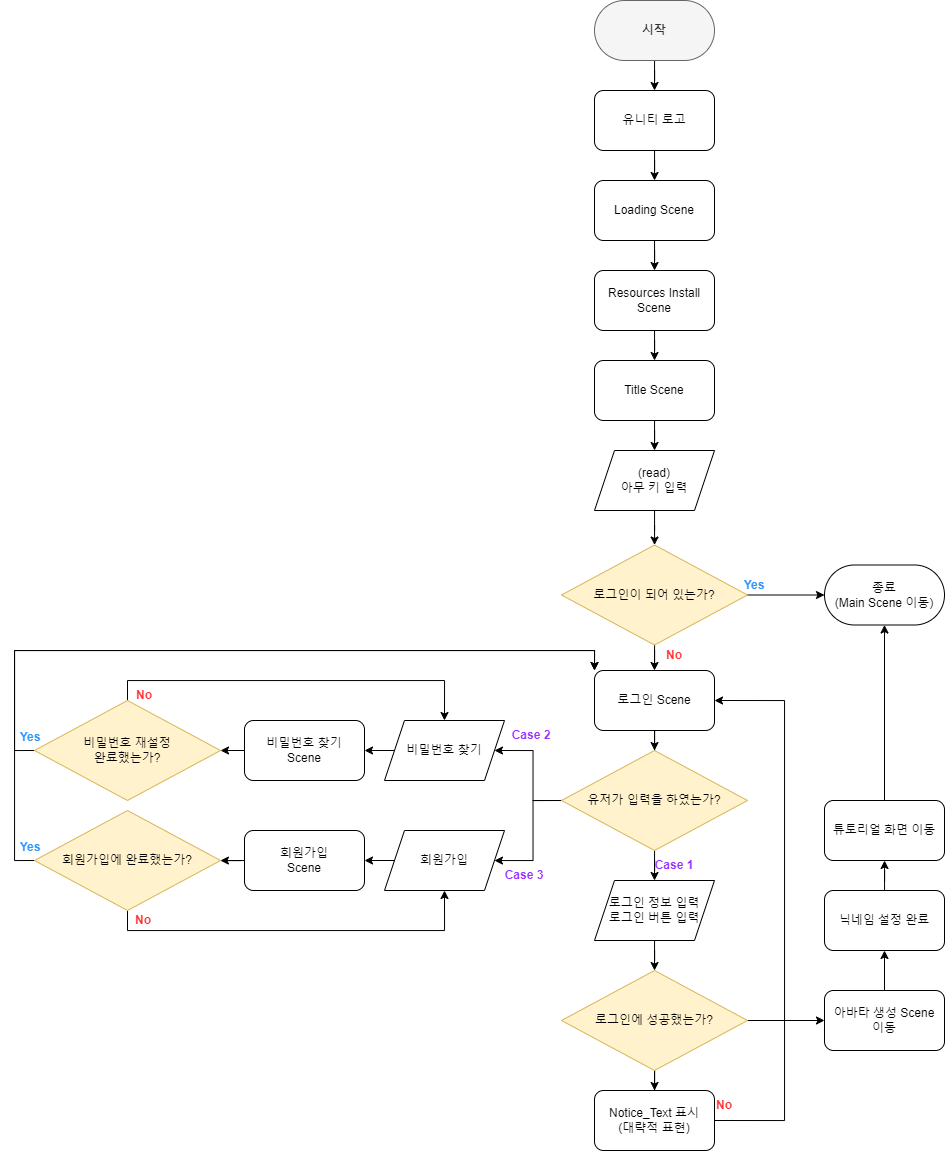 시작
유니티 로고
Loading Scene
Resources Install
Scene
Title Scene
(read)
아무 키 입력
로그인이 되어 있는가?
Yes
종료
(Main Scene 이동)
No
로그인 Scene
No
Yes
비밀번호 재설정
완료했는가?
비밀번호 찾기
Scene
비밀번호 찾기
Case 2
유저가 입력을 하였는가?
튜토리얼 화면 이동
Yes
회원가입에 완료했는가?
회원가입
Scene
회원가입
Case 3
Case 1
No
로그인 정보 입력
로그인 버튼 입력
닉네임 설정 완료
로그인에 성공했는가?
아바타 생성 Scene
이동
Notice_Text 표시
(대략적 표현)
No